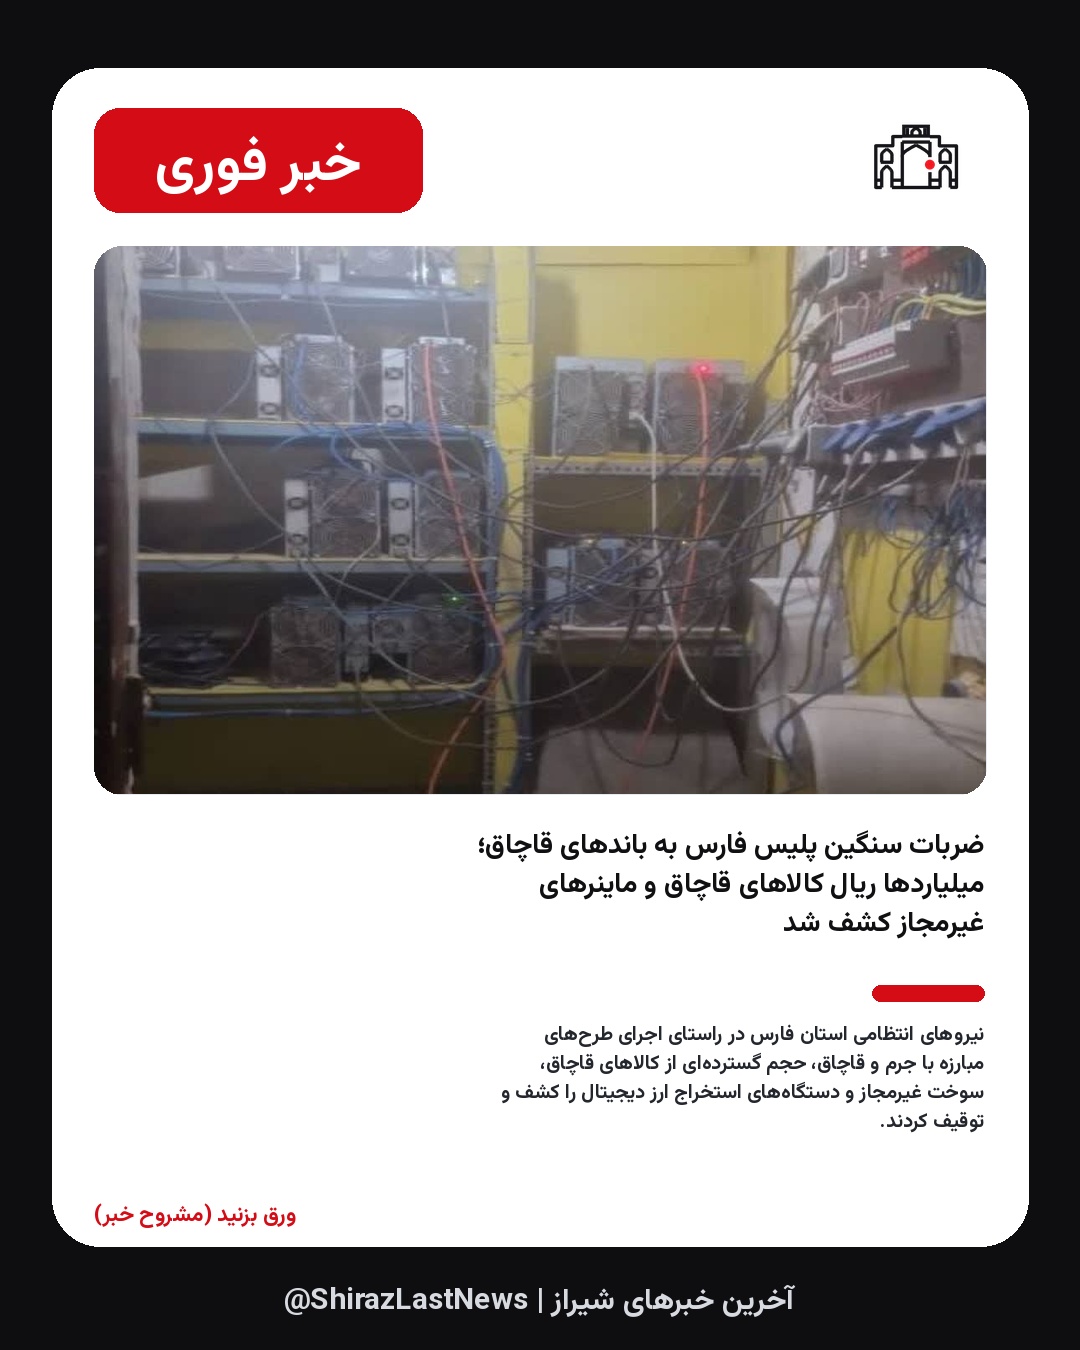 خبر فوری
ضربات سنگین پلیس فارس به باندهای قاچاق؛
میلیاردها ریال کالاهای قاچاق و ماینرهای
غیرمجاز کشف شد
نیروهای انتظامی استان فارس در راستای اجرای طرح‌های
مبارزه با جرم و قاچاق، حجم گسترده‌ای از کالاهای قاچاق،
سوخت غیرمجاز و دستگاه‌های استخراج ارز دیجیتال را کشف و
توقیف کردند.
ورق بزنید (مشروح خبر)
آخرین خبرهای شیراز | @ShirazLastNews